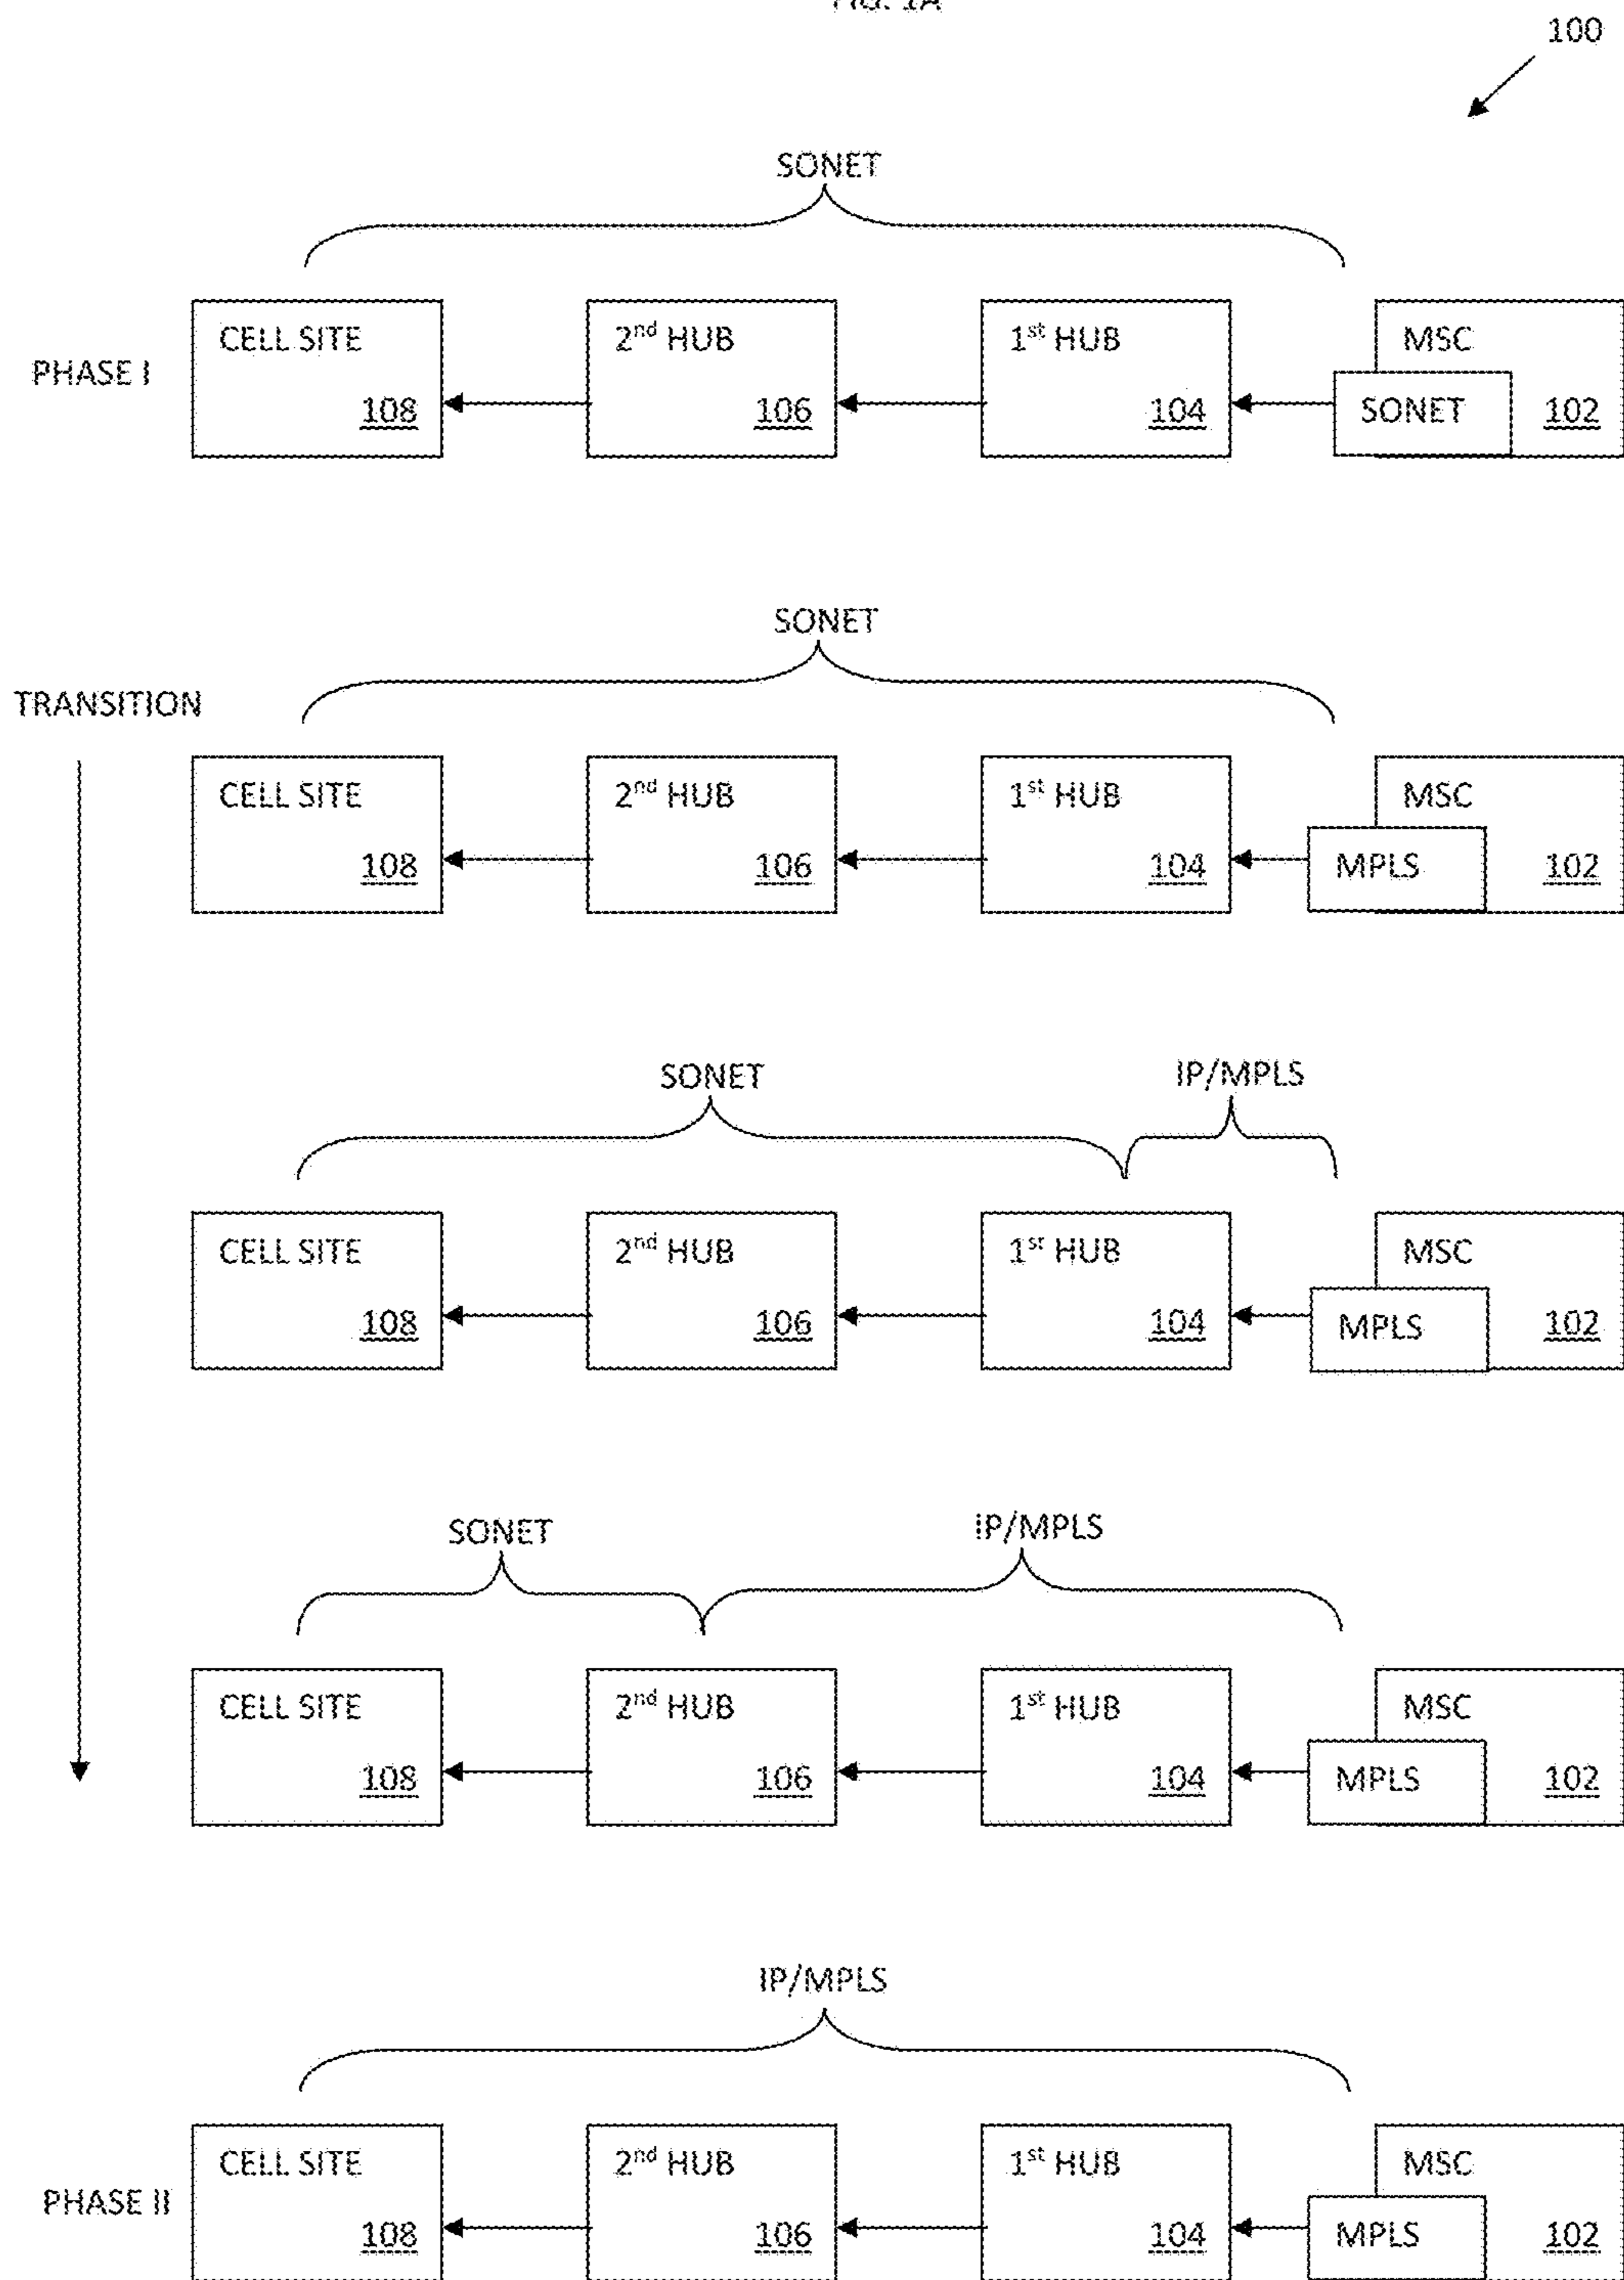 FIG. 1A
100
SONET
PHASE I
CELL SITE
108
2nd HUB
106
1st HUB
104
MSC
SONET
102
SONET
TRANSITION
CELL SITE
108
2nd HUB
106
1st HUB
104
MSC
MPLS
102
SONET
IP/MPLS
CELL SITE
108
2nd HUB
106
1st HUB
104
MSC
MPLS
102
SONET
IP/MPLS
CELL SITE
108
2nd HUB
106
1st HUB
104
MSC
MPLS
102
IP/MPLS
PHASE II
CELL SITE
108
2nd HUB
106
1st HUB
104
MSC
MPLS
102